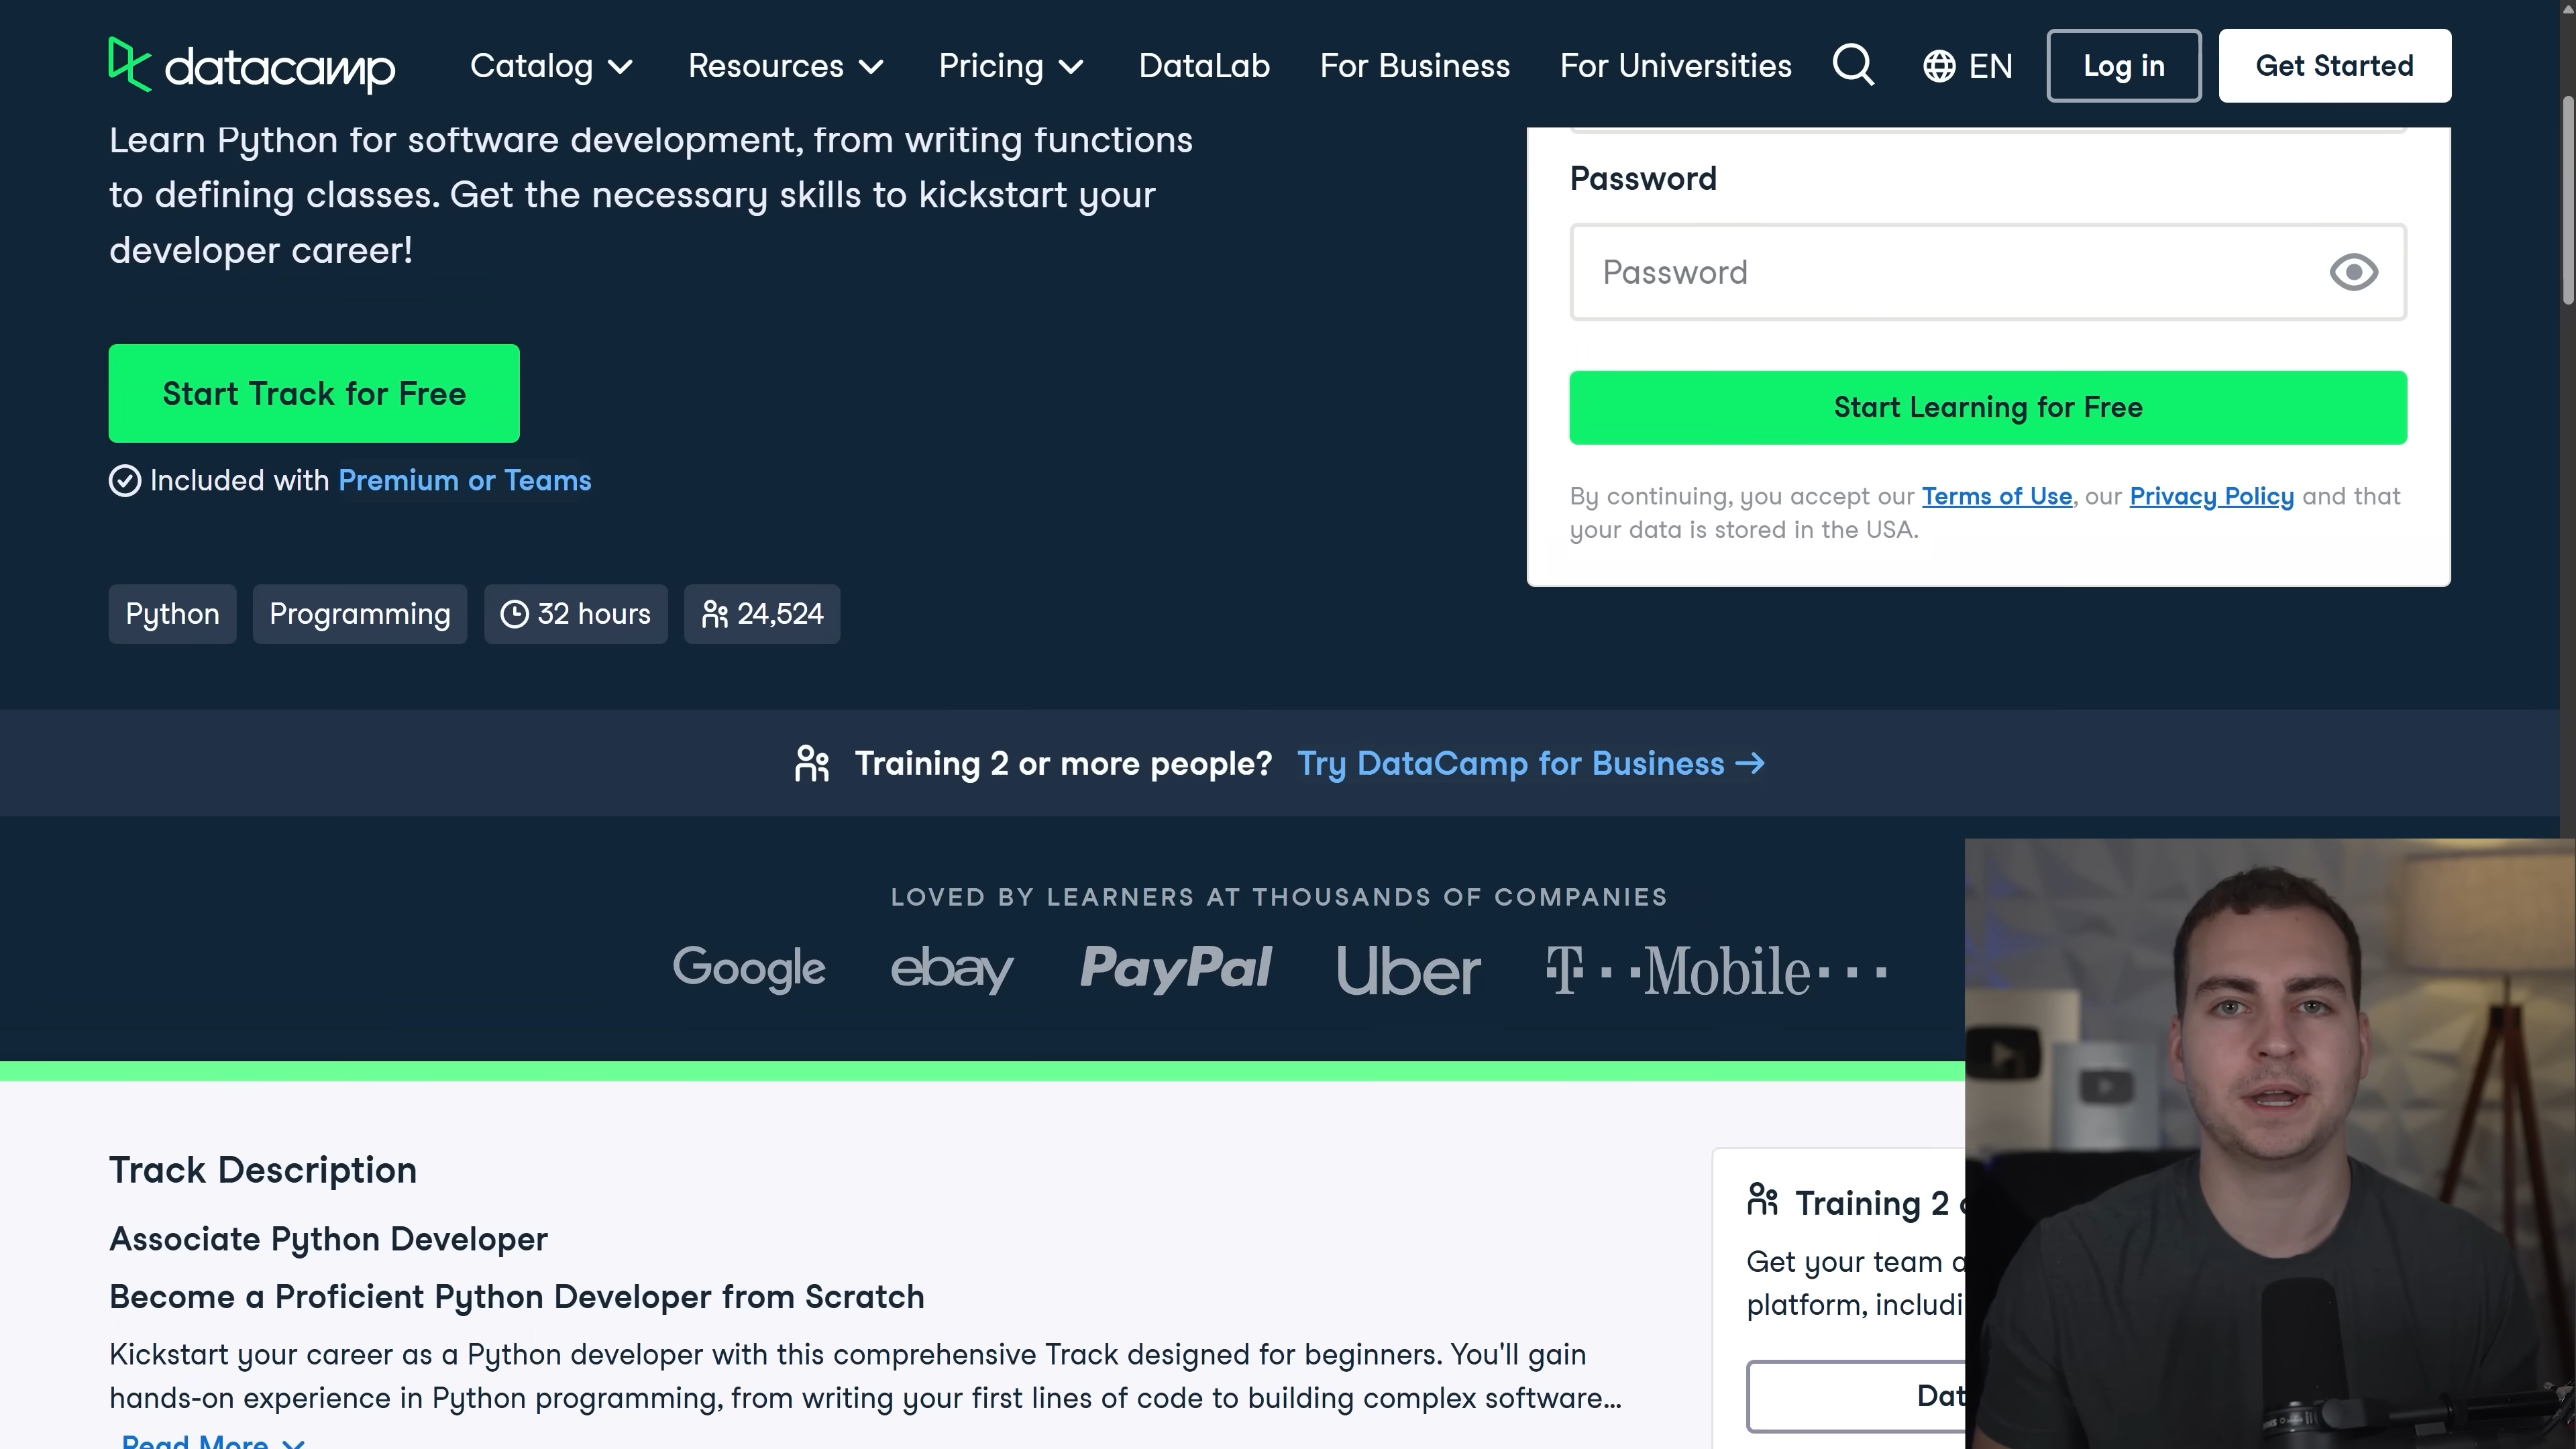 datacamp
Catalog
Resources
Pricing
DataLab
For Business
For Universities
EN
Log in
Get Started
Learn Python for software development, from writing functions
to defining classes. Get the necessary skills to kickstart your
developer career!
Start Track for Free
Included with Premium or Teams
Python
Programming
32 hours
24,524
Password
Password
Start Learning for Free
By continuing, you accept our Terms of Use, our Privacy Policy and that
your data is stored in the USA.
Training 2 or more people? Try DataCamp for Business →
LOVED BY LEARNERS AT THOUSANDS OF COMPANIES
Google
ebay
PayPal
Uber
T··Mobile···
Track Description
Associate Python Developer
Become a Proficient Python Developer from Scratch
Kickstart your career as a Python developer with this comprehensive Track designed for beginners. You'll gain
hands-on experience in Python programming, from writing your first lines of code to building complex software...
Read More
Training 2
Get your team
platform,